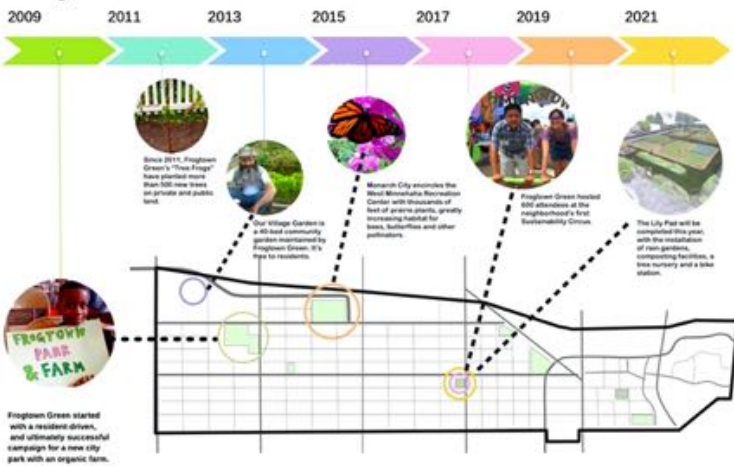 2009 2011 2013 2015 2017 2019 2021
Since 2011, Frogtown
Green's "Tree Frogs"
have planted more
than 500 new trees
on private and public
land.
Our Village Garden is
a 40-bed community
garden maintained by
Frogtown Green. It's
free to residents.
Monarch City encircles the
West Minnehaha Recreation
Center with thousands of
feet of prairie plants, greatly
increasing habitat for
bees, butterflies and other
pollinators.
Frogtown Green hosted
600 attendees at the
neighborhood's first
Sustainability Circus.
The Lily Pad will be
completed this year,
with the installation
of rain gardens,
composting facilities, a
tree nursery and a bike
station.
FROGTOWN
PARK
& FARM
Frogtown Green started
with a resident-driven,
and ultimately successful
campaign for a new city
park with an organic farm.